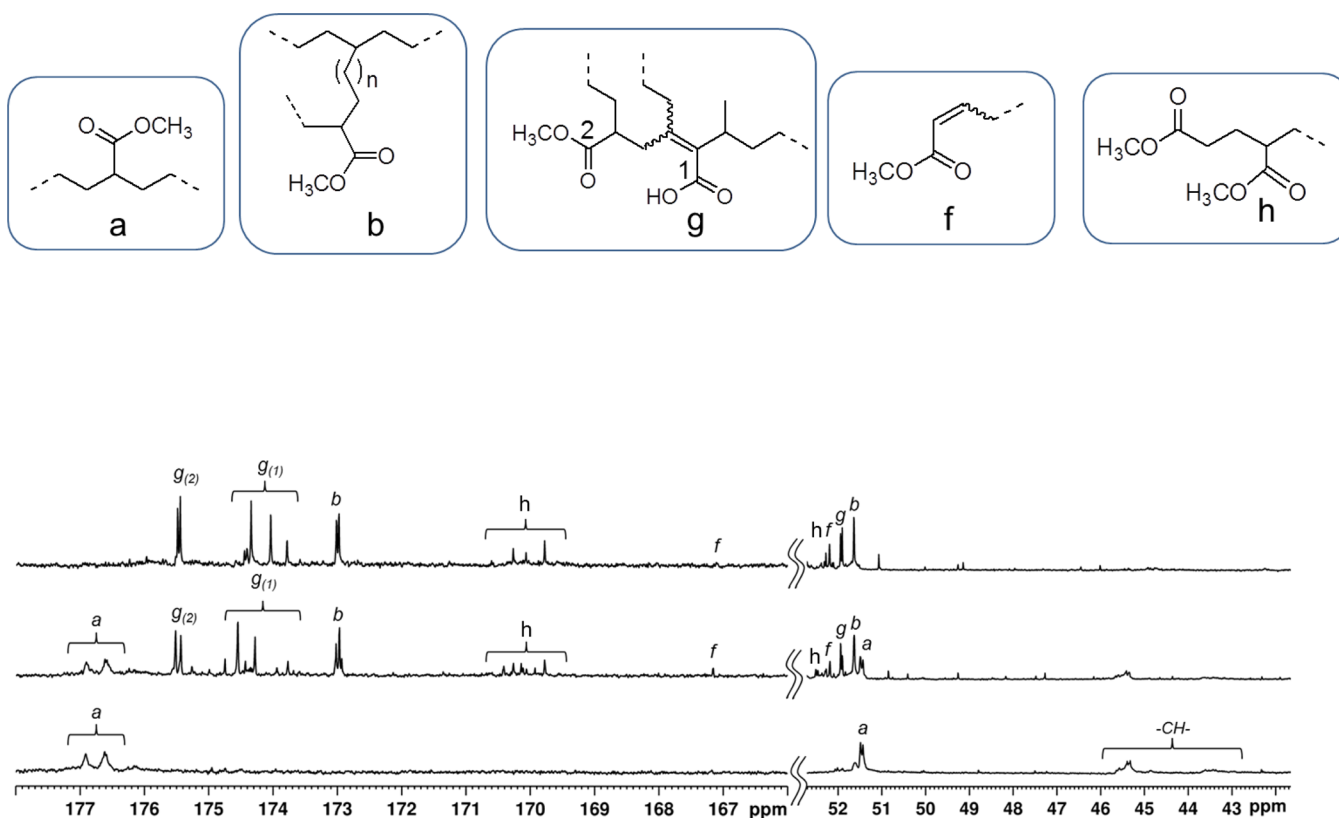 O
OCH3
a
n
H3CO
O
b
H3CO
2
O
1
HO
O
g
H3CO
O
f
O
H3CO
H3CO
O
h
g(2)
g(1)
b
h
f
h
f
g
b
a
g(2)
g(1)
b
h
f
h
f
g
b
a
a
a
-CH-
177 176 175 174 173 172 171 170 169 168 167 ppm 51 50 49 48 47 46 45 44 43 ppm